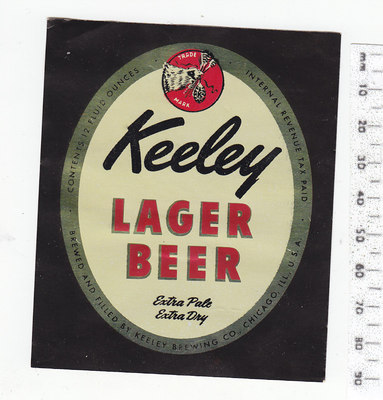 TRADE
MARK
CONTENTS 12 FLUID OUNCES
INTERNAL REVENUE TAX PAID
Keeley
LAGER
BEER
Extra Pale
Extra Dry
BREWED AND FILLED BY KEELEY BREWING CO., CHICAGO, ILL., U.S.A.
mm 10 20 30 40 50 60 70 80 90